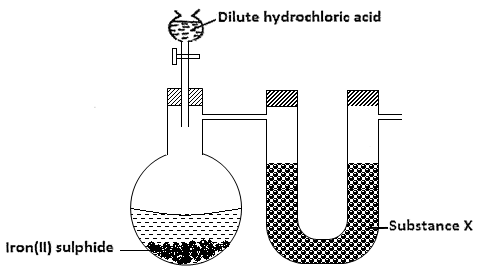 Dilute hydrochloric acid
Substance X
Iron(II) sulphide